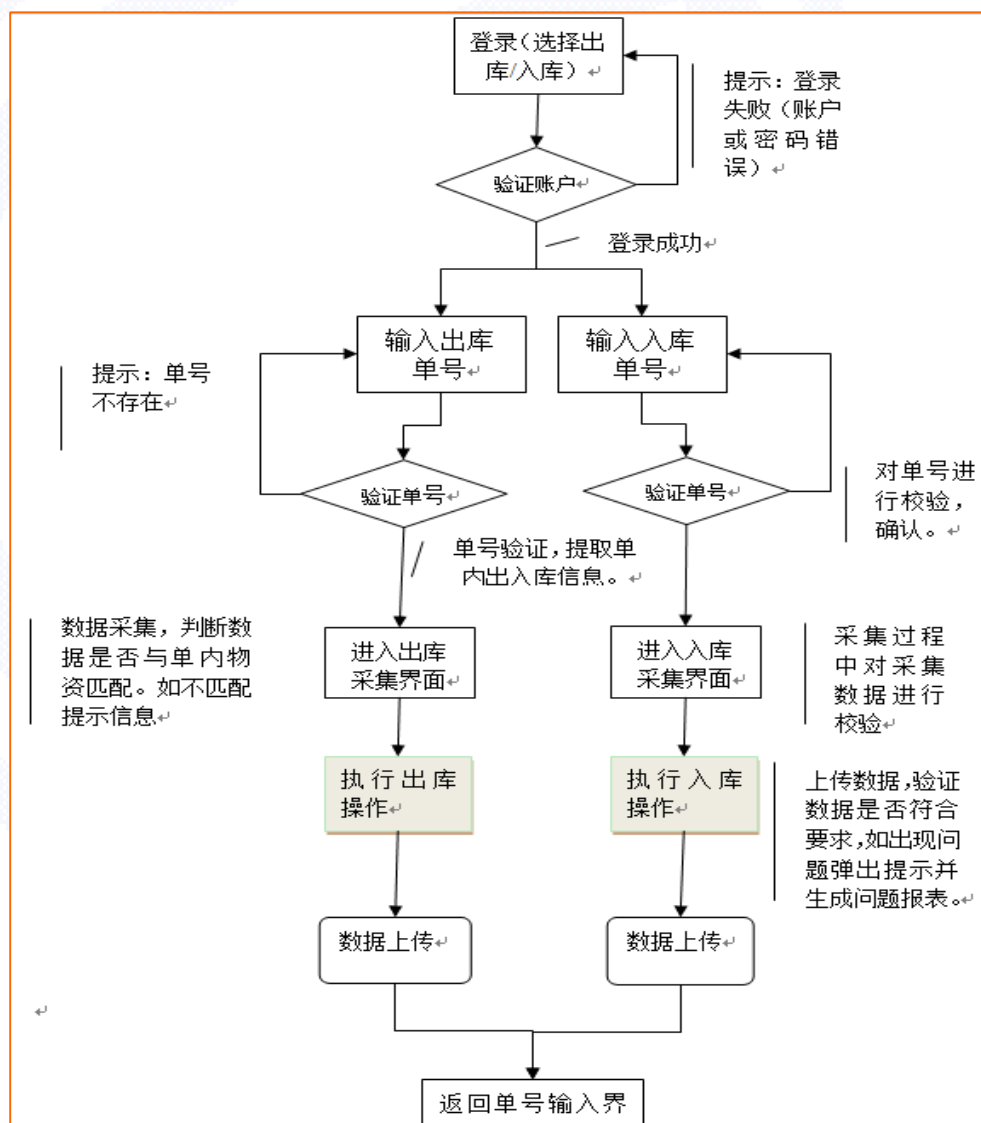 登录（选择出
库/入库）
提示：登录
失败（账户
或密码错
误）
验证账户
登录成功
输入出库
单号
输入入库
单号
提示：单号
不存在
验证单号
验证单号
对单号进
行校验，
确认。
单号验证，提取单
内出入库信息。
数据采集，判断数
据是否与单内物
资匹配。如不匹配
提示信息
进入出库
采集界面
进入入库
采集界面
采集过程
中对采集
数据进行
校验
执行出库
操作
执行入库
操作
上传数据，验证
数据是否符合
要求，如出现问
题弹出提示并
生成问题报表。
数据上传
数据上传
返回单号输入界